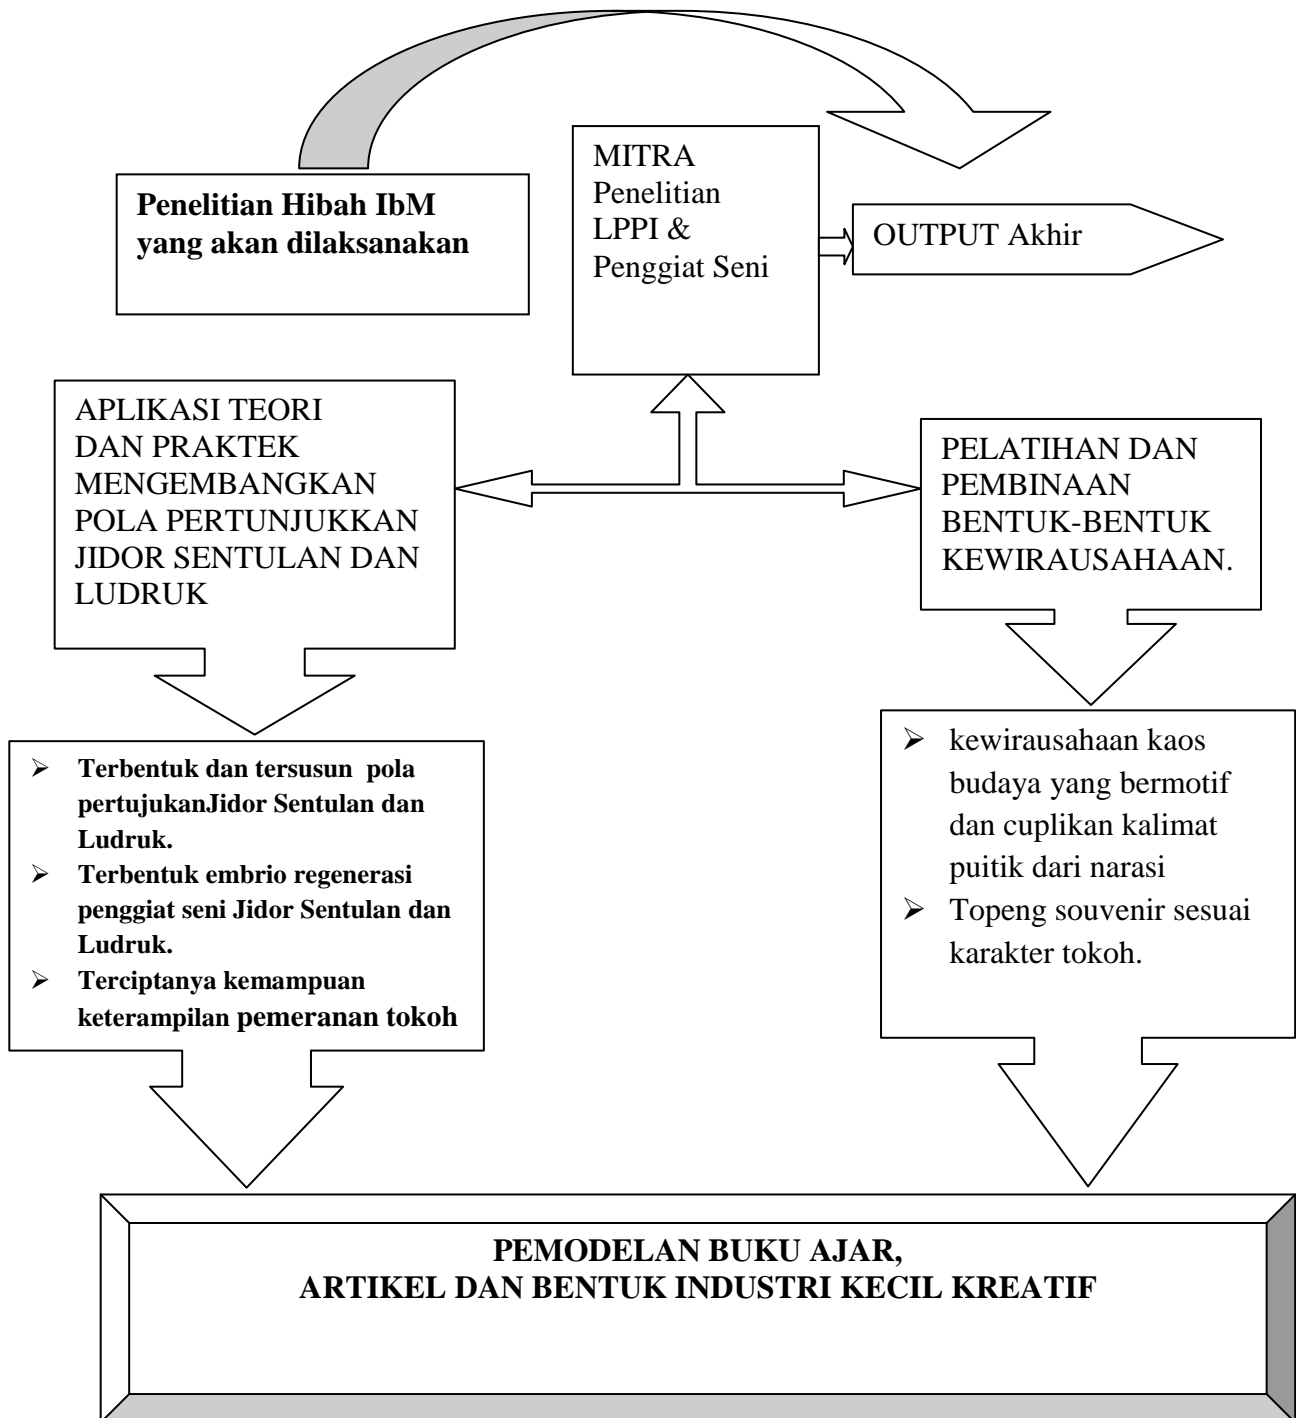 Penelitian Hibah IbM
yang akan dilaksanakan
MITRA
Penelitian
LPPI &
Penggiat Seni
OUTPUT Akhir
APLIKASI TEORI
DAN PRAKTEK
MENGEMBANGKAN
POLA PERTUNJUKKAN
JIDOR SENTULAN DAN
LUDRUK
PELATIHAN DAN
PEMBINAAN
BENTUK-BENTUK
KEWIRAUSAHAAN.
➢ Terbentuk dan tersusun pola
pertujukanJidor Sentulan dan
Ludruk.
➢ Terbentuk embrio regenerasi
penggiat seni Jidor Sentulan dan
Ludruk.
➢ Terciptanya kemampuan
keterampilan pemeranan tokoh
➢ kewirausahaan kaos
budaya yang bermotif
dan cuplikan kalimat
puitik dari narasi
➢ Topeng souvenir sesuai
karakter tokoh.
PEMODELAN BUKU AJAR,
ARTIKEL DAN BENTUK INDUSTRI KECIL KREATIF